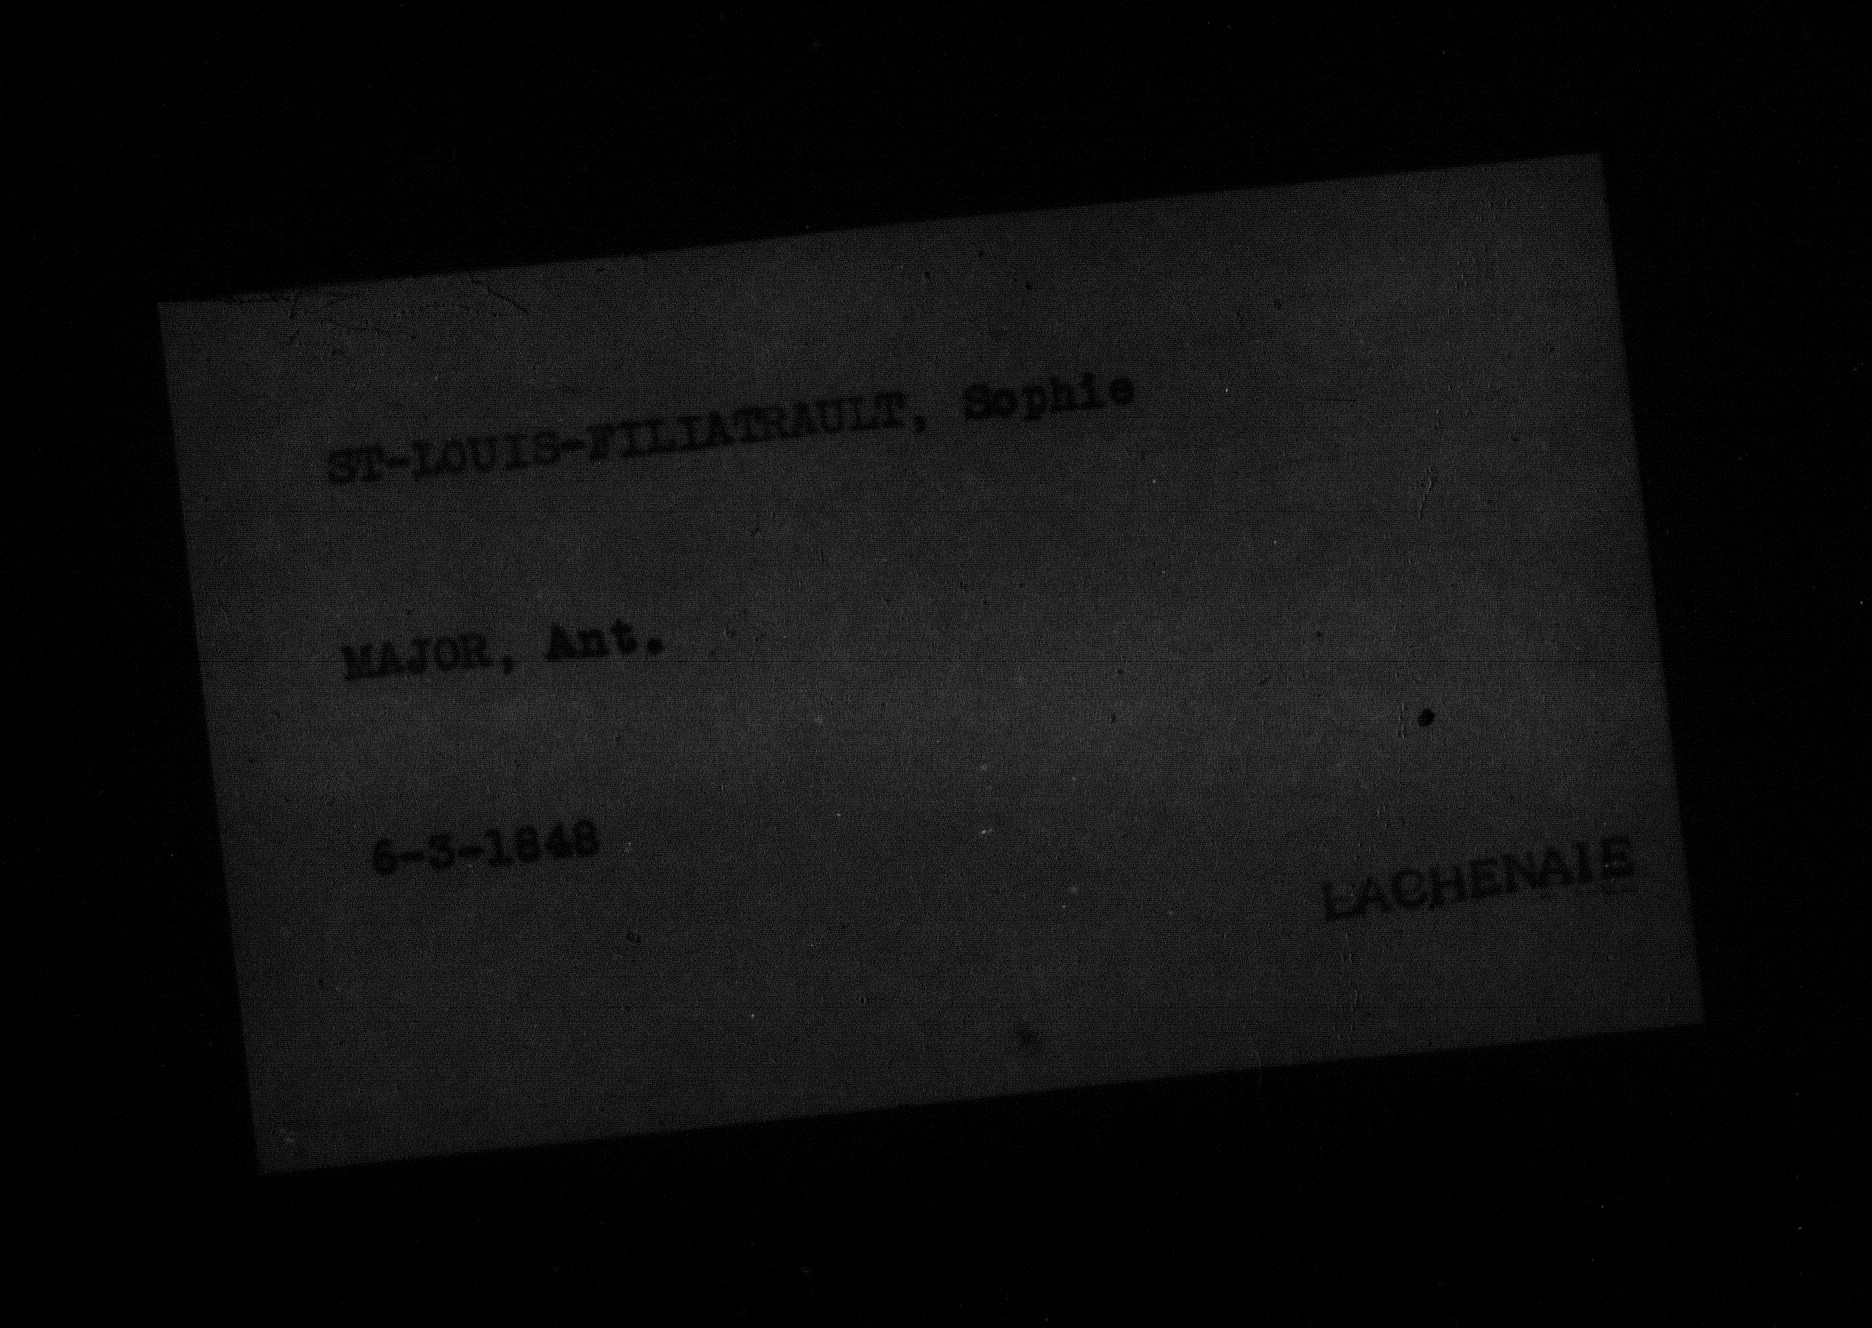 ST-LOUIS-FILIATRAULT, Sophie
MAJOR, Ant.
6-3-1848
LACHENAIE